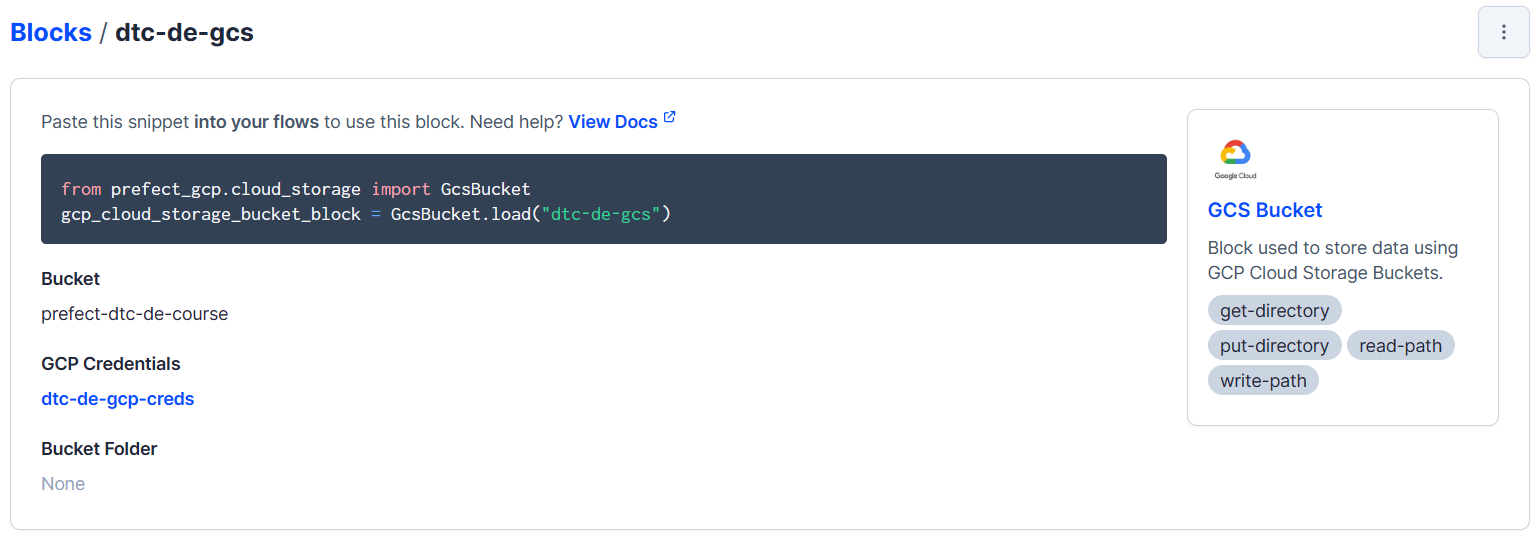 Blocks / dtc-de-gcs
Paste this snippet into your flows to use this block. Need help? View Docs
from prefect_gcp.cloud_storage import GcsBucket
gcp_cloud_storage_bucket_block = GcsBucket.load("dtc-de-gcs")
Bucket
prefect-dtc-de-course
GCP Credentials
dtc-de-gcp-creds
Bucket Folder
None
Google Cloud
GCS Bucket
Block used to store data using
GCP Cloud Storage Buckets.
get-directory
put-directory read-path
write-path